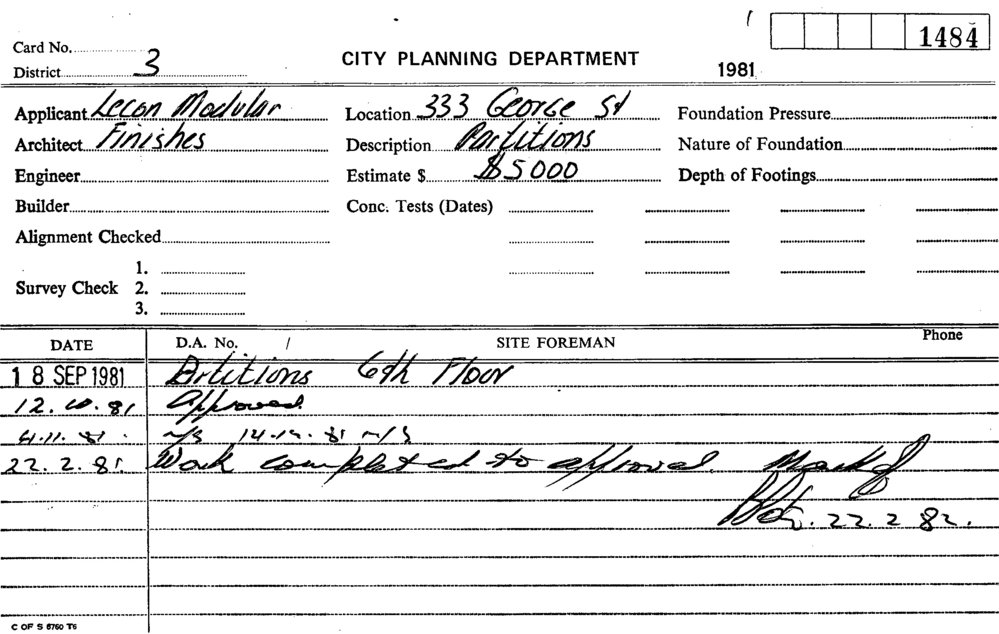 1484
Card No.
District 3
CITY PLANNING DEPARTMENT
1981
Applicant Lecon Modular
Location 333 George St
Foundation Pressure
Architect Finishes
Description Partitions
Nature of Foundation
Engineer
Estimate $ $5000
Depth of Footings
Builder
Conc. Tests (Dates)
Alignment Checked
1.
Survey Check 2.
3.
DATE D.A. No. / SITE FOREMAN Phone
18 SEP 1981 Partitions 6th Floor
12.10.81 Approved.
4.11.81 n/s 14.12.81 n/s
22.2.81 Work completed to approval.
22.2.82.
C OF S 6760 T6